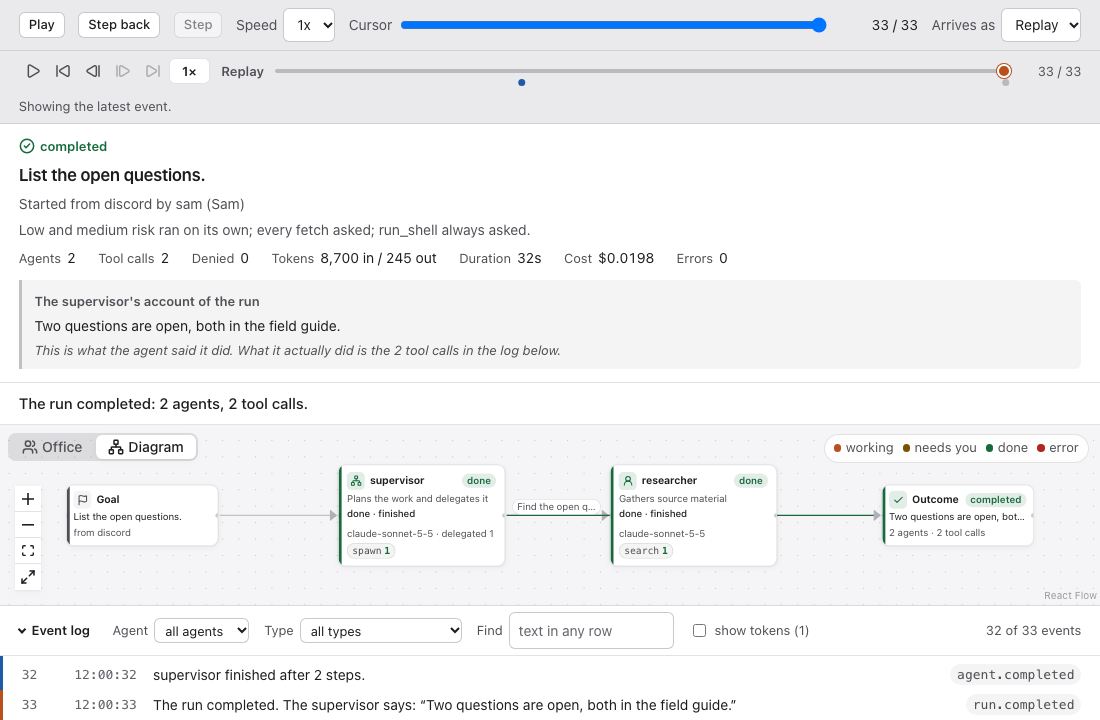 Play Step back Step Speed 1x Cursor 33 / 33 Arrives as Replay
1× Replay 33 / 33
Showing the latest event.
completed
List the open questions.
Started from discord by sam (Sam)
Low and medium risk ran on its own; every fetch asked; run_shell always asked.
Agents 2 Tool calls 2 Denied 0 Tokens 8,700 in / 245 out Duration 32s Cost $0.0198 Errors 0
The supervisor's account of the run
Two questions are open, both in the field guide.
This is what the agent said it did. What it actually did is the 2 tool calls in the log below.
The run completed: 2 agents, 2 tool calls.
Office Diagram
working needs you done error
Goal
List the open questions.
from discord
supervisor done
Plans the work and delegates it
done · finished
claude-sonnet-5-5 · delegated 1
spawn 1
Find the open q...
researcher done
Gathers source material
done · finished
claude-sonnet-5-5
search 1
Outcome completed
Two questions are open, bot...
2 agents · 2 tool calls
React Flow
Event log Agent all agents Type all types Find text in any row show tokens (1) 32 of 33 events
32 12:00:32 supervisor finished after 2 steps. agent.completed
33 12:00:33 The run completed. The supervisor says: “Two questions are open, both in the field guide.” run.completed